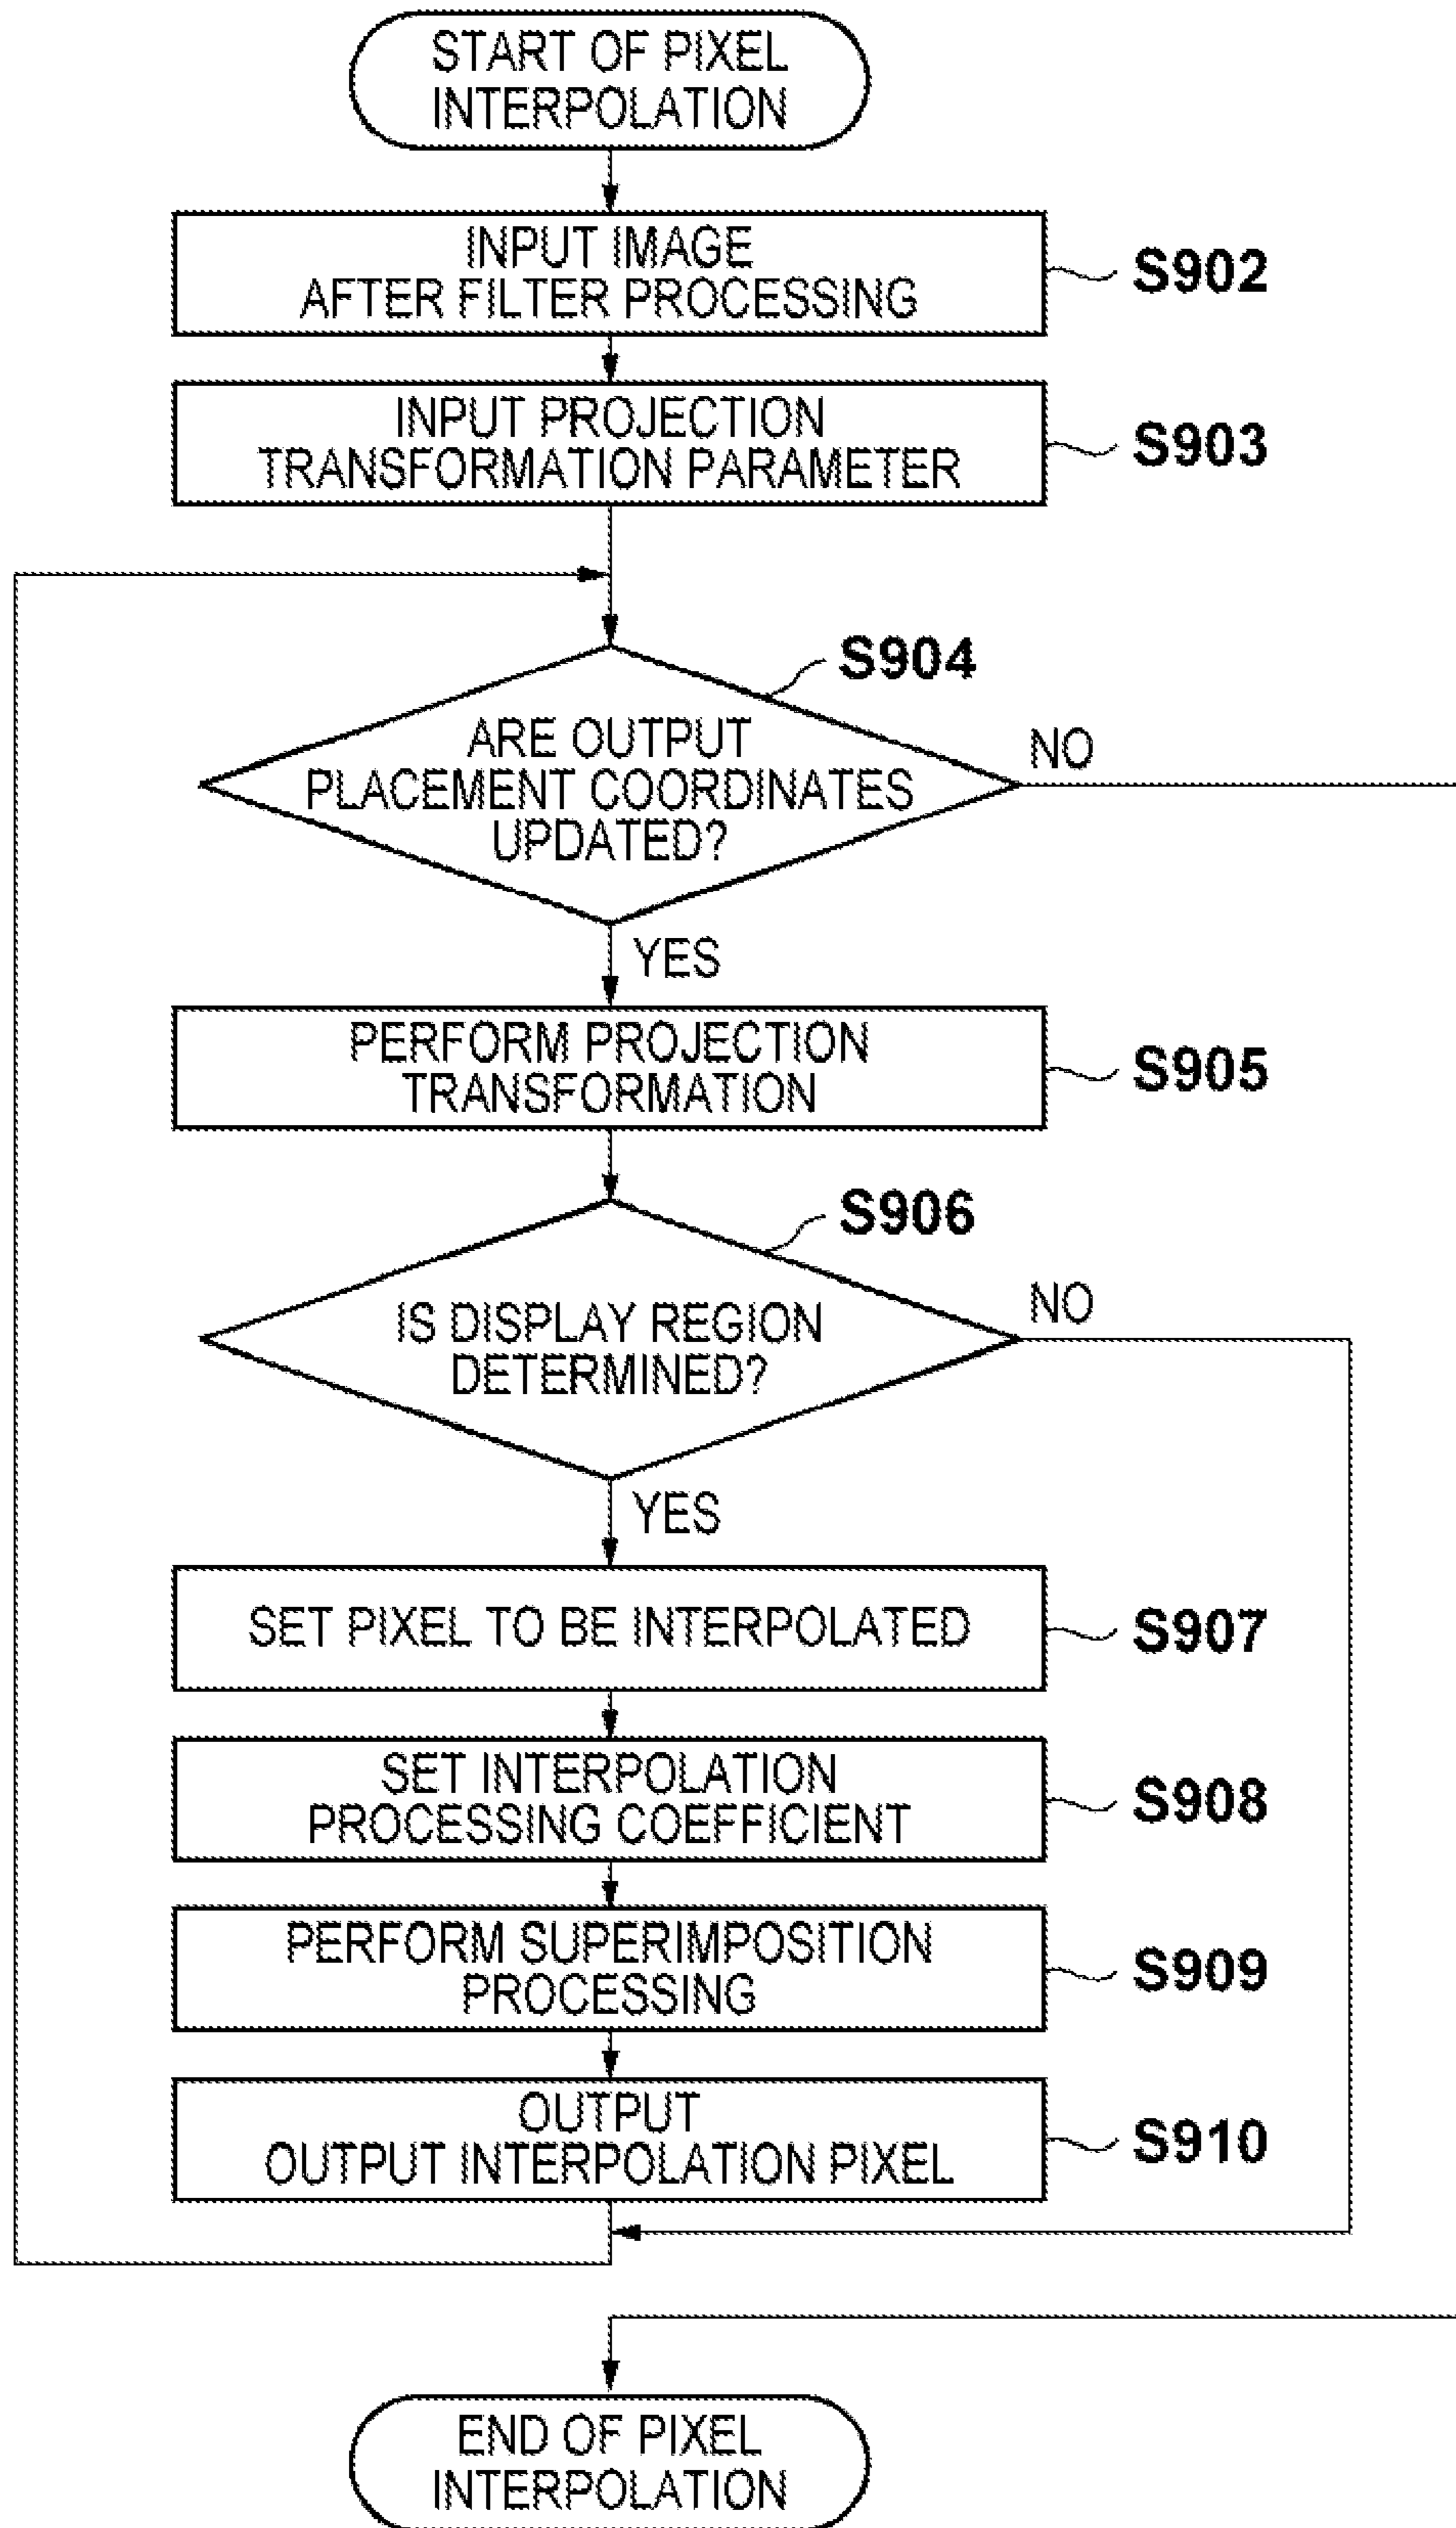 START OF PIXEL
INTERPOLATION
INPUT IMAGE
AFTER FILTER PROCESSING
S902
INPUT PROJECTION
TRANSFORMATION PARAMETER
S903
S904
ARE OUTPUT
PLACEMENT COORDINATES
UPDATED?
NO
YES
PERFORM PROJECTION
TRANSFORMATION
S905
S906
IS DISPLAY REGION
DETERMINED?
NO
YES
SET PIXEL TO BE INTERPOLATED
S907
SET INTERPOLATION
PROCESSING COEFFICIENT
S908
PERFORM SUPERIMPOSITION
PROCESSING
S909
OUTPUT
OUTPUT INTERPOLATION PIXEL
S910
END OF PIXEL
INTERPOLATION